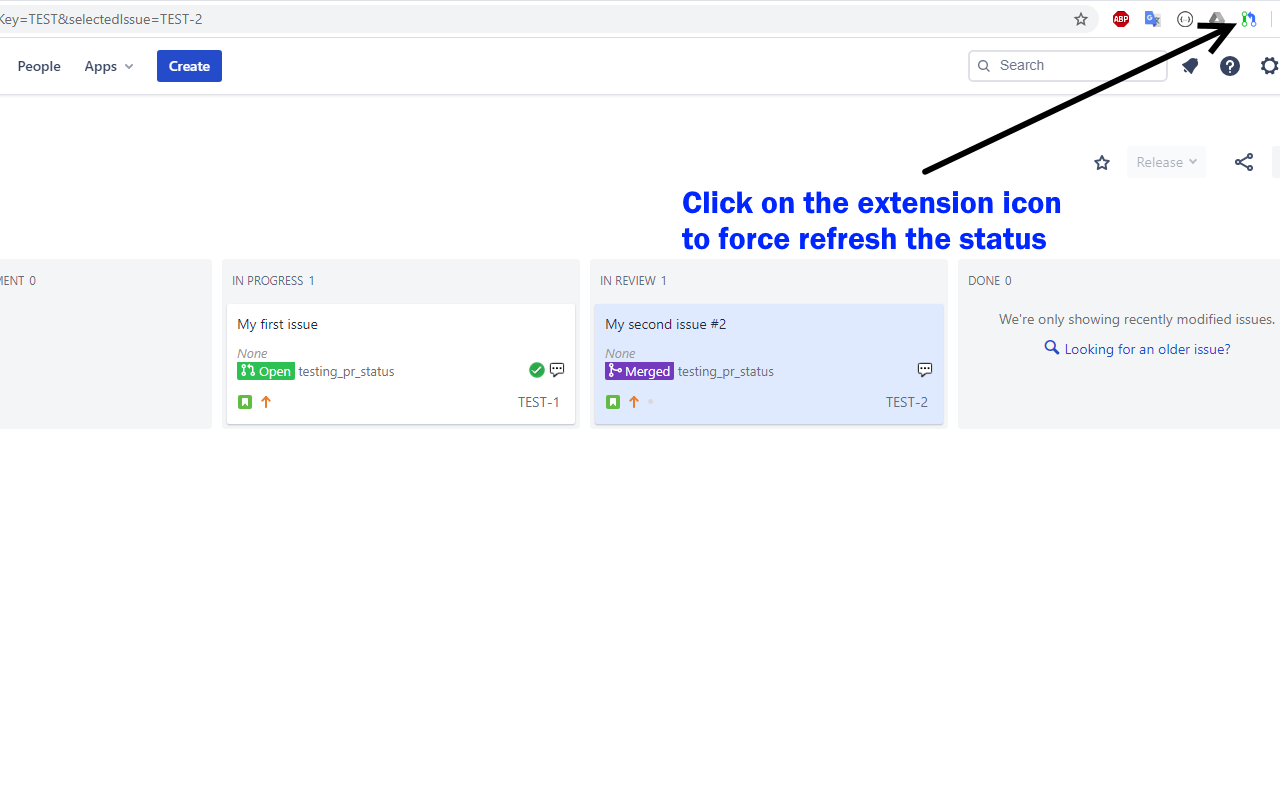 Key=TEST&selectedIssue=TEST-2
ABP
People
Apps
Create
Search
?
Release
Click on the extension icon
to force refresh the status
MENT 0
IN PROGRESS 1
IN REVIEW 1
DONE 0
My first issue
None
Open testing_pr_status
TEST-1
My second issue #2
None
Merged testing_pr_status
TEST-2
We're only showing recently modified issues.
Looking for an older issue?